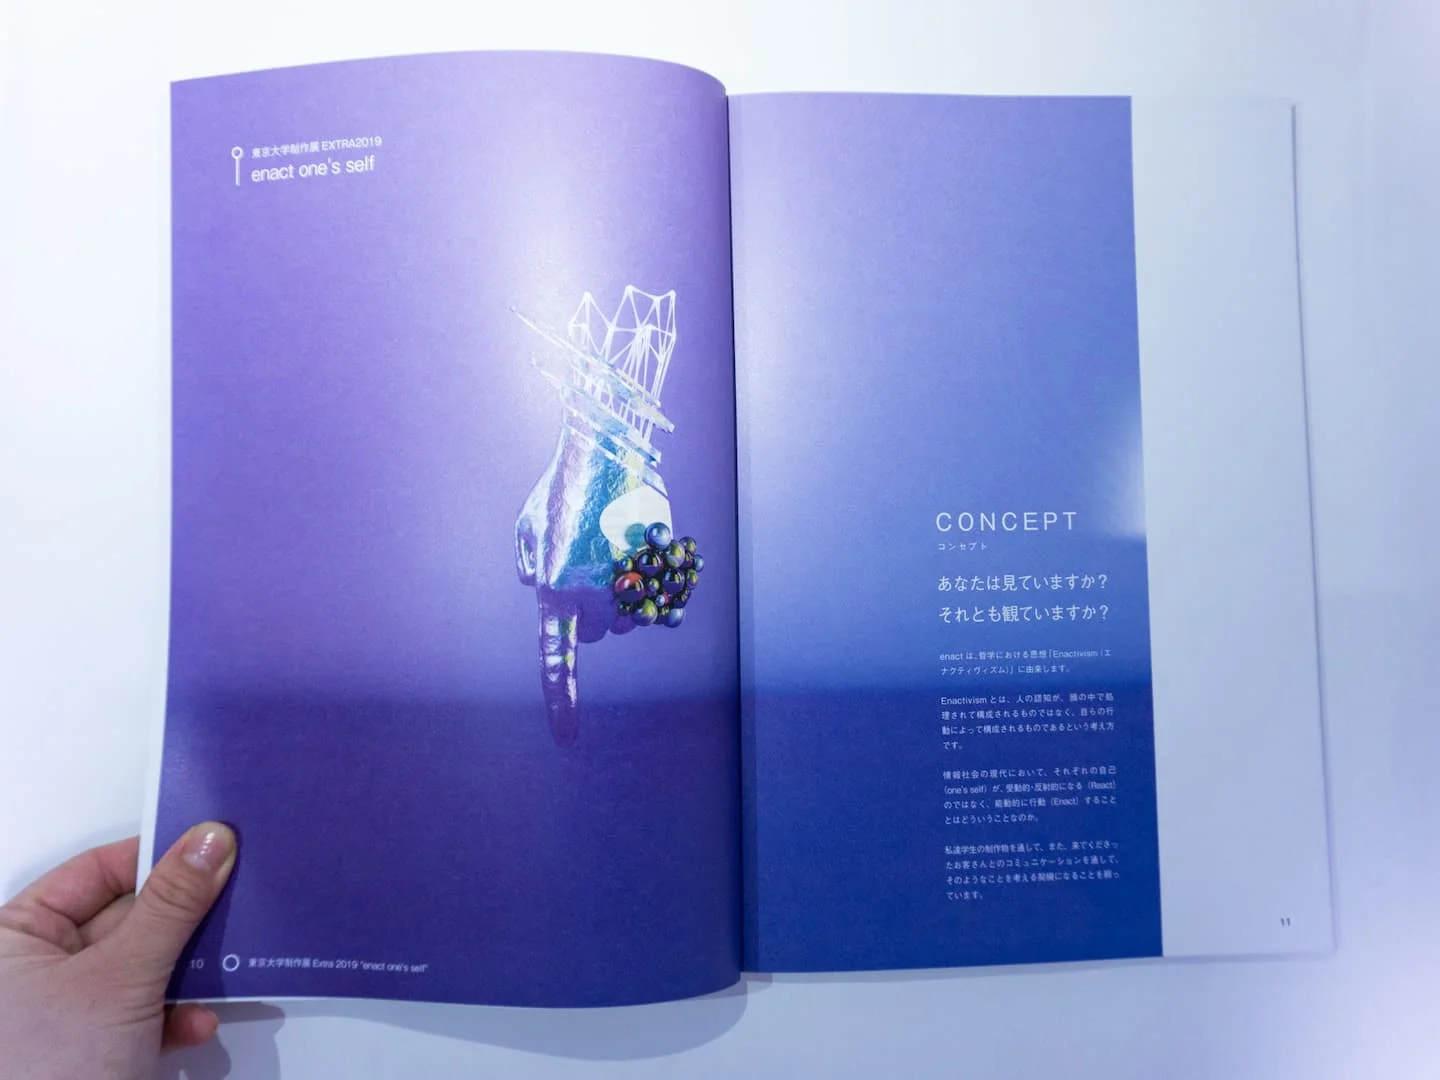 東京大学制作展 EXTRA2019
enact one's self
10
東京大学制作展 Extra 2019 "enact one's self"
CONCEPT
コンセプト
あなたは見ていますか？
それとも観ていますか？
enact は、哲学における思想「Enactivism（エ
ナクティヴィズム）」に由来します。
Enactivism とは、人の認知が、頭の中で処
理されて構成されるものではなく、自らの行
動によって構成されるものであるという考え方
です。
情報社会の現代において、それぞれの自己
（one's self）が、受動的・反射的になる（React）
のではなく、能動的に行動（Enact）すること
とはどういうことなのか。
私達学生の制作物を通して、また、来てくださっ
たお客さんとのコミュニケーションを通して、
そのようなことを考える契機になることを願っ
ています。
11